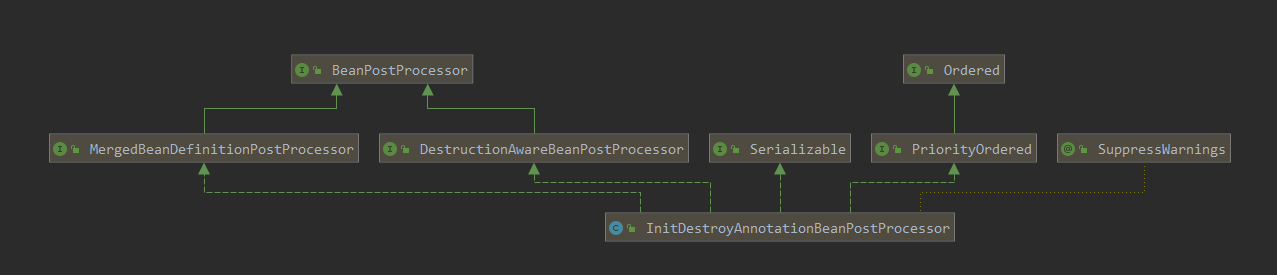 I BeanPostProcessor
I Ordered
I MergedBeanDefinitionPostProcessor
I DestructionAwareBeanPostProcessor
I Serializable
I PriorityOrdered
@ SuppressWarnings
C InitDestroyAnnotationBeanPostProcessor